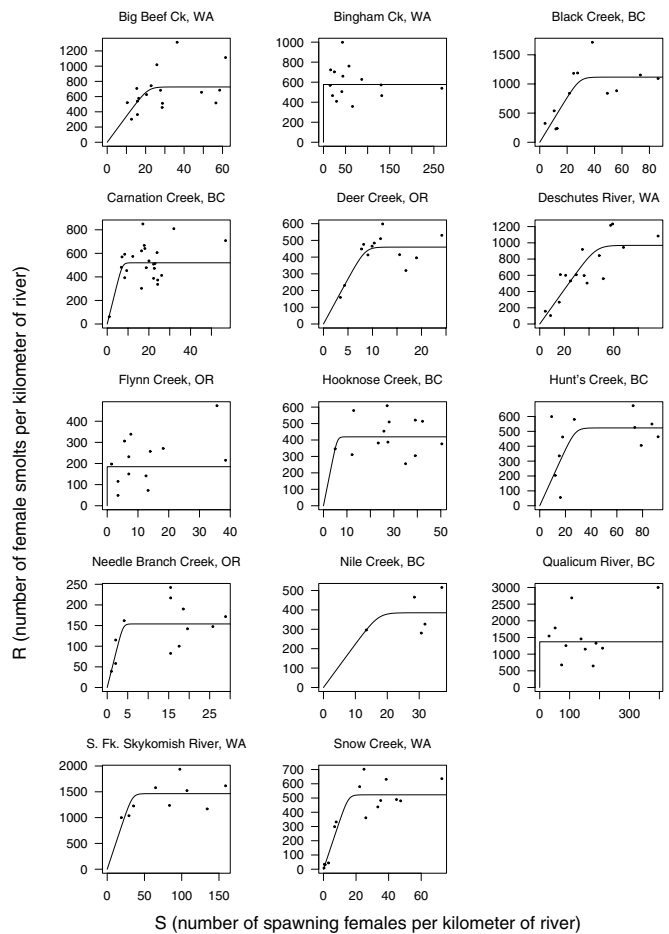 R (number of female smolts per kilometer of river)
Big Beef Ck, WA
1200
1000
800
600
400
200
0
0 10 20 30 40 50 60
Bingham Ck, WA
1000
800
600
400
200
0
0 50 100 150 200 250
Black Creek, BC
1500
1000
500
0
0 20 40 60 80
Carnation Creek, BC
800
600
400
200
0
0 20 40
Deer Creek, OR
600
500
400
300
200
100
0
0 5 10 20
Deschutes River, WA
1200
1000
800
600
400
200
0
0 20 40 60
Flynn Creek, OR
400
300
200
100
0
0 10 20 30 40
Hooknose Creek, BC
600
500
400
300
200
100
0
0 10 30 50
Hunt's Creek, BC
600
500
400
300
200
100
0
0 20 40 60 80
Needle Branch Creek, OR
250
200
150
100
50
0
0 5 15 25
Nile Creek, BC
500
400
300
200
100
0
0 10 20 30
Qualicum River, BC
3000
2500
2000
1500
1000
500
0
0 100 300
S. Fk. Skykomish River, WA
2000
1500
1000
500
0
0 50 100 150
Snow Creek, WA
700
600
500
400
300
200
100
0
0 20 40 60
S (number of spawning females per kilometer of river)